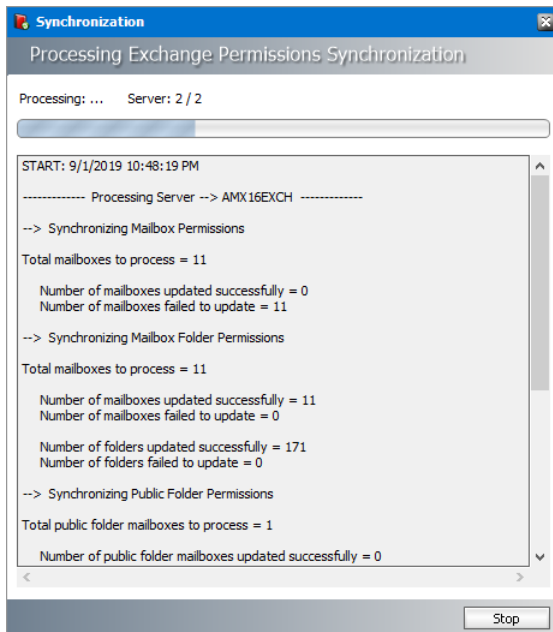 Synchronization
Processing Exchange Permissions Synchronization
Processing: ... Server: 2 / 2
START: 9/1/2019 10:48:19 PM
------------- Processing Server --> AMX16EXCH -------------
--> Synchronizing Mailbox Permissions
Total mailboxes to process = 11
Number of mailboxes updated successfully = 0
Number of mailboxes failed to update = 11
--> Synchronizing Mailbox Folder Permissions
Total mailboxes to process = 11
Number of mailboxes updated successfully = 11
Number of mailboxes failed to update = 0
Number of folders updated successfully = 171
Number of folders failed to update = 0
--> Synchronizing Public Folder Permissions
Total public folder mailboxes to process = 1
Number of public folder mailboxes updated successfully = 0
Stop